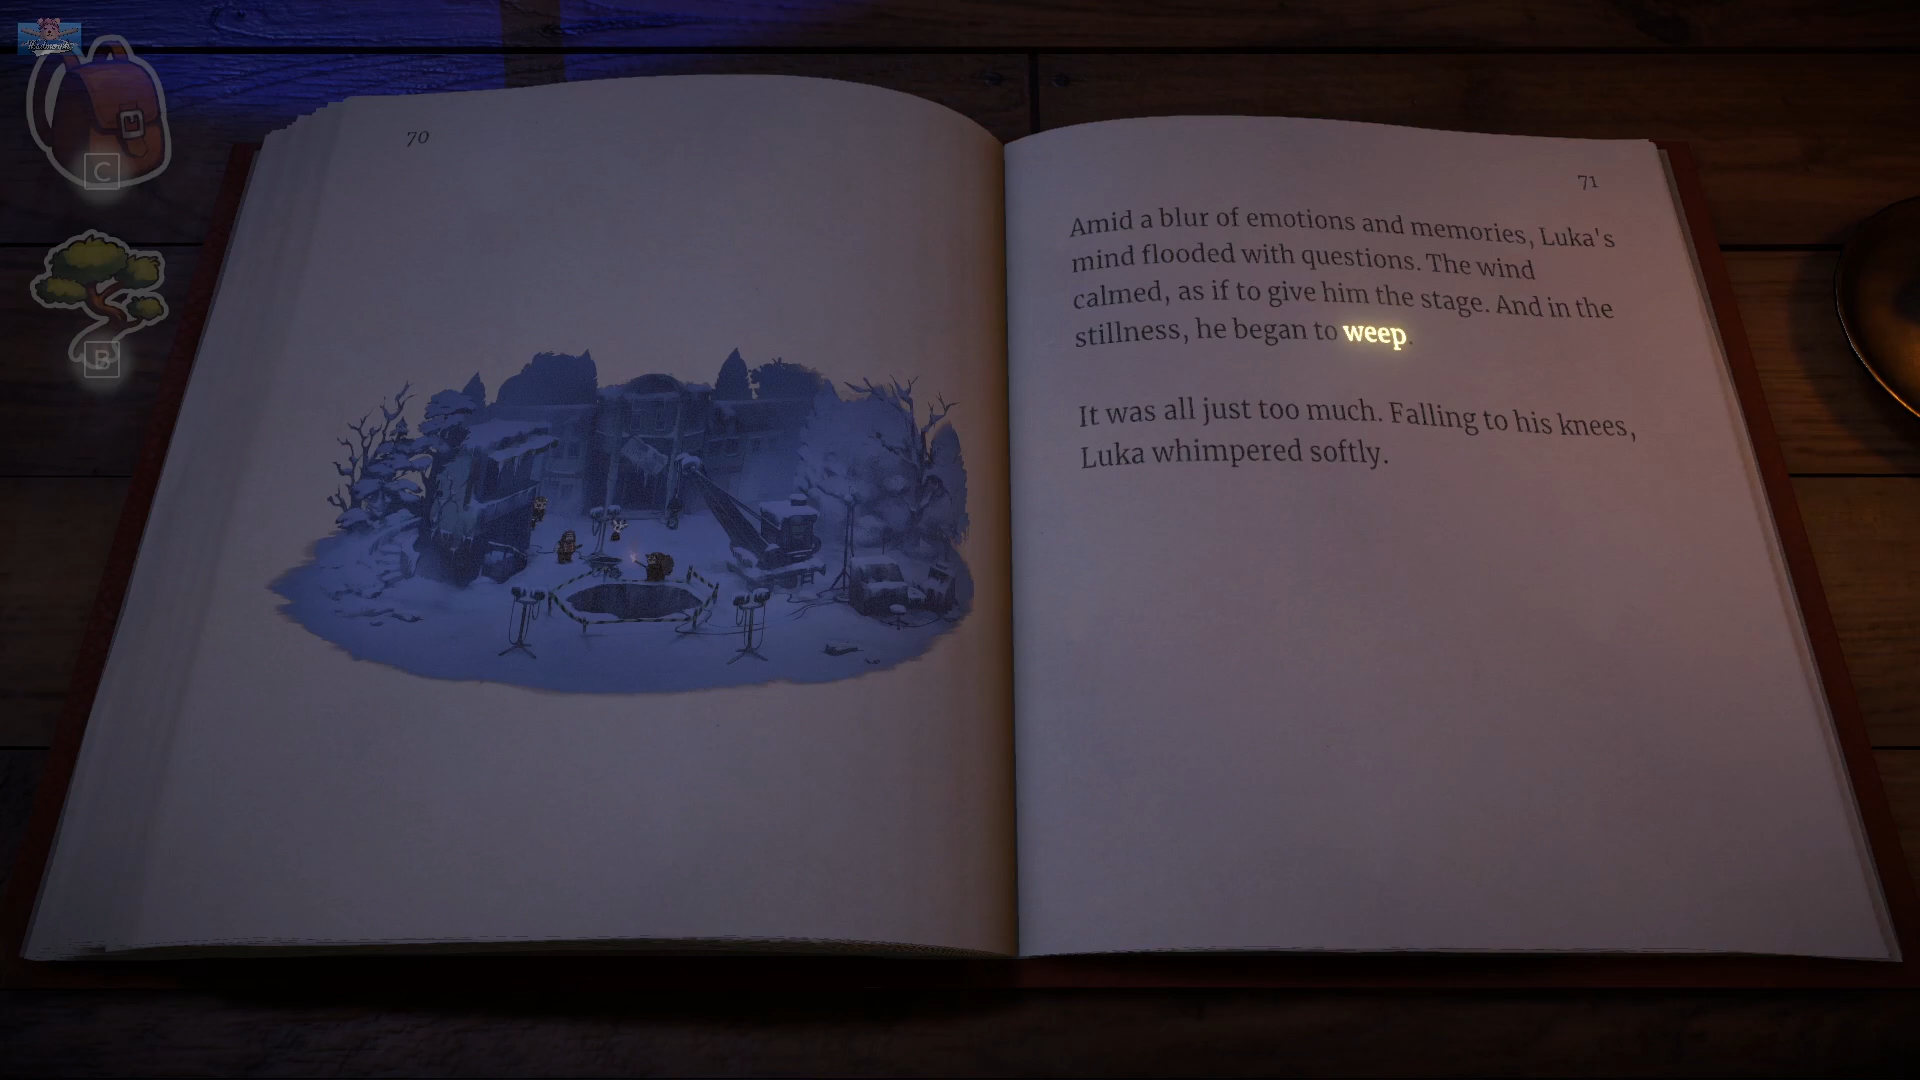 C
B
70
71
Amid a blur of emotions and memories, Luka's
mind flooded with questions. The wind
calmed, as if to give him the stage. And in the
stillness, he began to weep.
It was all just too much. Falling to his knees,
Luka whimpered softly.